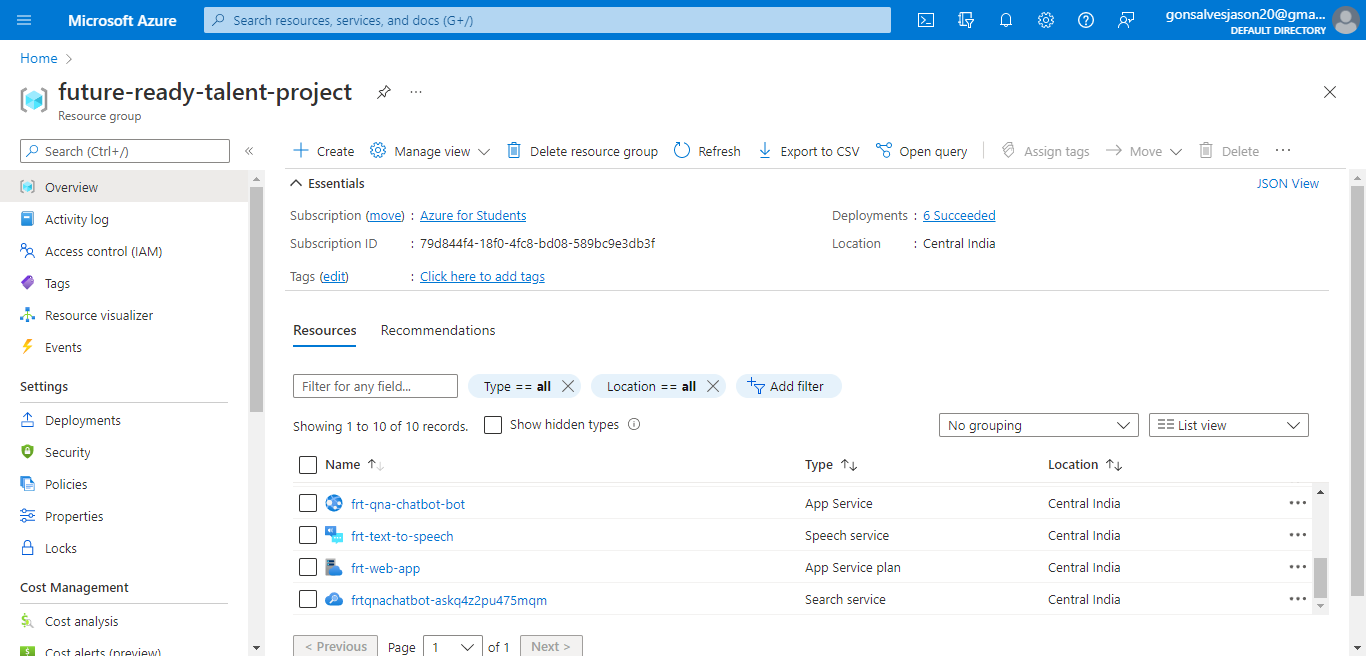 Microsoft Azure
Search resources, services, and docs (G+/)
gonsalvesjason20@gma...
DEFAULT DIRECTORY
Home
future-ready-talent-project
...
Resource group
Search (Ctrl+/)
«
Create
Manage view
Delete resource group
Refresh
Export to CSV
Open query
Assign tags
Move
Delete
...
Overview
Activity log
Access control (IAM)
Tags
Resource visualizer
Events
Settings
Deployments
Security
Policies
Properties
Locks
Cost Management
Cost analysis
Cost alerts (preview)
Essentials
JSON View
Subscription (move) : Azure for Students
Deployments : 6 Succeeded
Subscription ID : 79d844f4-18f0-4fc8-bd08-589bc9e3db3f
Location : Central India
Tags (edit) : Click here to add tags
Resources
Recommendations
Filter for any field...
Type == all
Location == all
Add filter
Showing 1 to 10 of 10 records.
Show hidden types
No grouping
List view
Name Type Location
frt-qna-chatbot-bot App Service Central India
frt-text-to-speech Speech service Central India
frt-web-app App Service plan Central India
frtqnachatbot-askq4z2pu475mqm Search service Central India
< Previous
Page 1 of 1
Next >